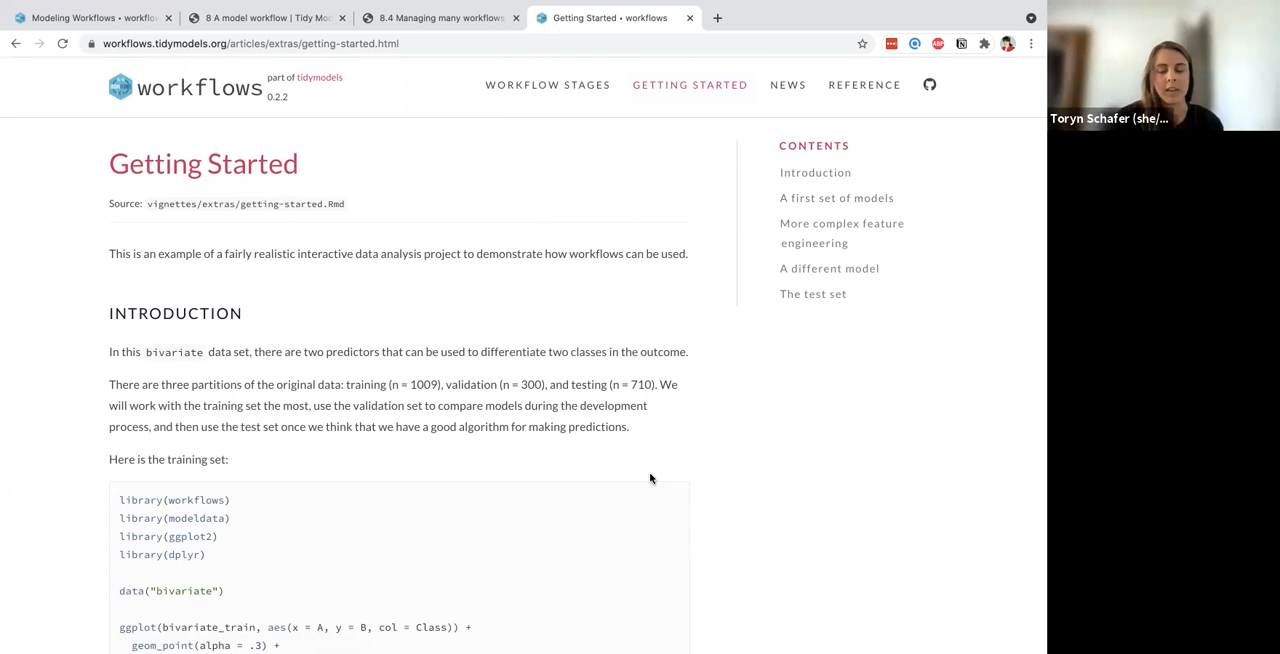 Modeling Workflows • workflow
8 A model workflow | Tidy Mod
8.4 Managing many workflows
Getting Started • workflows
workflows.tidymodels.org/articles/extras/getting-started.html
ABP
workflows
part of tidymodels
0.2.2
WORKFLOW STAGES
GETTING STARTED
NEWS
REFERENCE
Toryn Schafer (she/...
Getting Started
Source: vignettes/extras/getting-started.Rmd
This is an example of a fairly realistic interactive data analysis project to demonstrate how workflows can be used.
INTRODUCTION
In this bivariate data set, there are two predictors that can be used to differentiate two classes in the outcome.
There are three partitions of the original data: training (n = 1009), validation (n = 300), and testing (n = 710). We
will work with the training set the most, use the validation set to compare models during the development
process, and then use the test set once we think that we have a good algorithm for making predictions.
Here is the training set:
library(workflows)
library(modeldata)
library(ggplot2)
library(dplyr)
data("bivariate")
ggplot(bivariate_train, aes(x = A, y = B, col = Class)) +
geom_point(alpha = .3) +
CONTENTS
Introduction
A first set of models
More complex feature
engineering
A different model
The test set